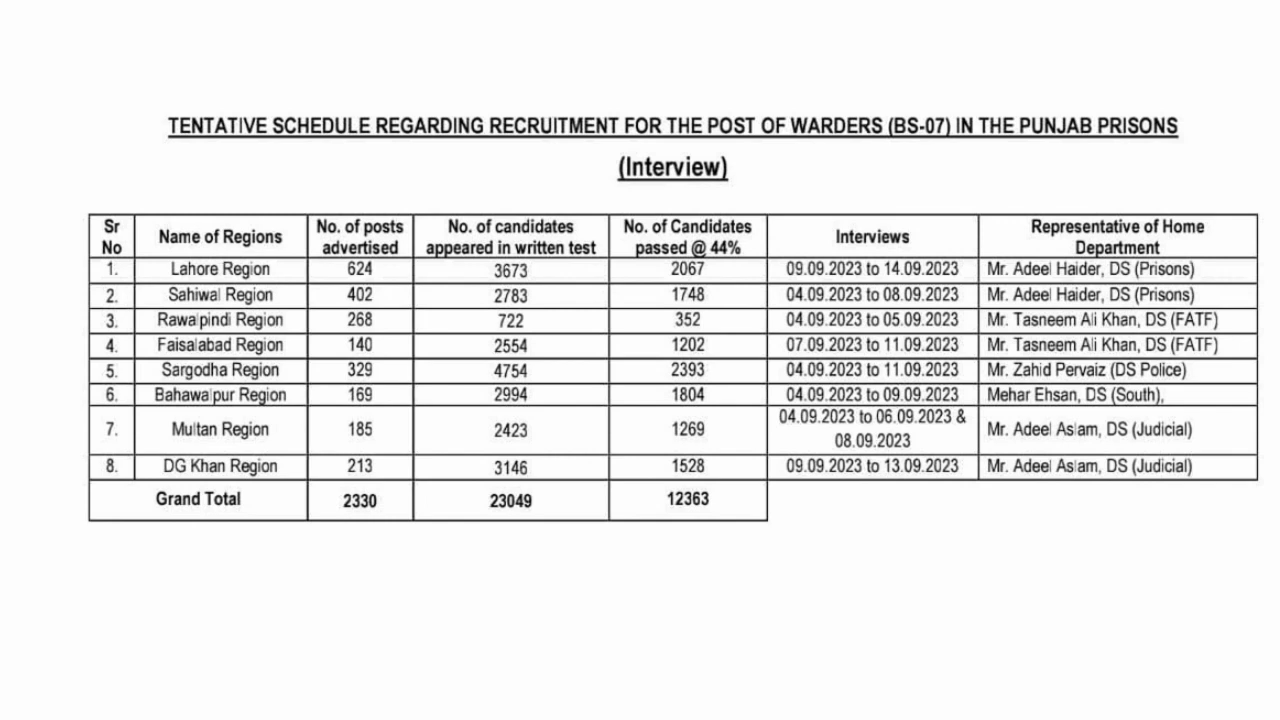 TENTATIVE SCHEDULE REGARDING RECRUITMENT FOR THE POST OF WARDERS (BS-07) IN THE PUNJAB PRISONS
(Interview)
Sr No Name of Regions No. of posts advertised No. of candidates appeared in written test No. of Candidates passed @ 44% Interviews Representative of Home Department
1. Lahore Region 624 3673 2067 09.09.2023 to 14.09.2023 Mr. Adeel Haider, DS (Prisons)
2. Sahiwal Region 402 2783 1748 04.09.2023 to 08.09.2023 Mr. Adeel Haider, DS (Prisons)
3. Rawalpindi Region 268 722 352 04.09.2023 to 05.09.2023 Mr. Tasneem Ali Khan, DS (FATF)
4. Faisalabad Region 140 2554 1202 07.09.2023 to 11.09.2023 Mr. Tasneem Ali Khan, DS (FATF)
5. Sargodha Region 329 4754 2393 04.09.2023 to 11.09.2023 Mr. Zahid Pervaiz (DS Police)
6. Bahawalpur Region 169 2994 1804 04.09.2023 to 09.09.2023 Mehar Ehsan, DS (South),
7. Multan Region 185 2423 1269 04.09.2023 to 06.09.2023 & 08.09.2023 Mr. Adeel Aslam, DS (Judicial)
8. DG Khan Region 213 3146 1528 09.09.2023 to 13.09.2023 Mr. Adeel Aslam, DS (Judicial)
Grand Total 2330 23049 12363